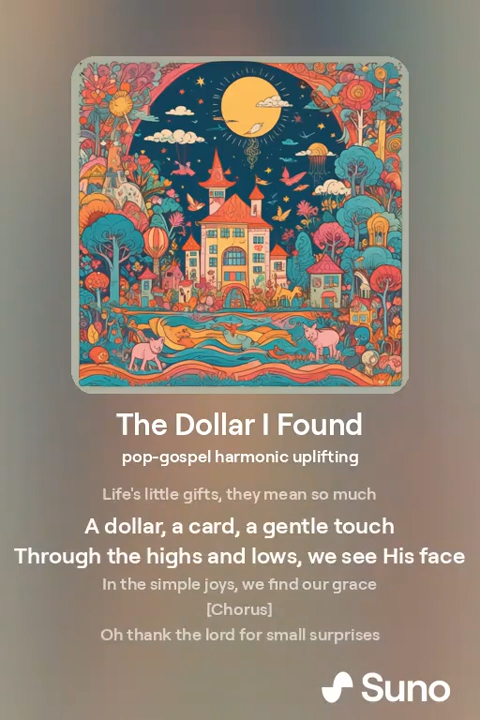 The Dollar I Found
pop-gospel harmonic uplifting
Life's little gifts, they mean so much
A dollar, a card, a gentle touch
Through the highs and lows, we see His face
In the simple joys, we find our grace
[Chorus]
Oh thank the lord for small surprises
Suno